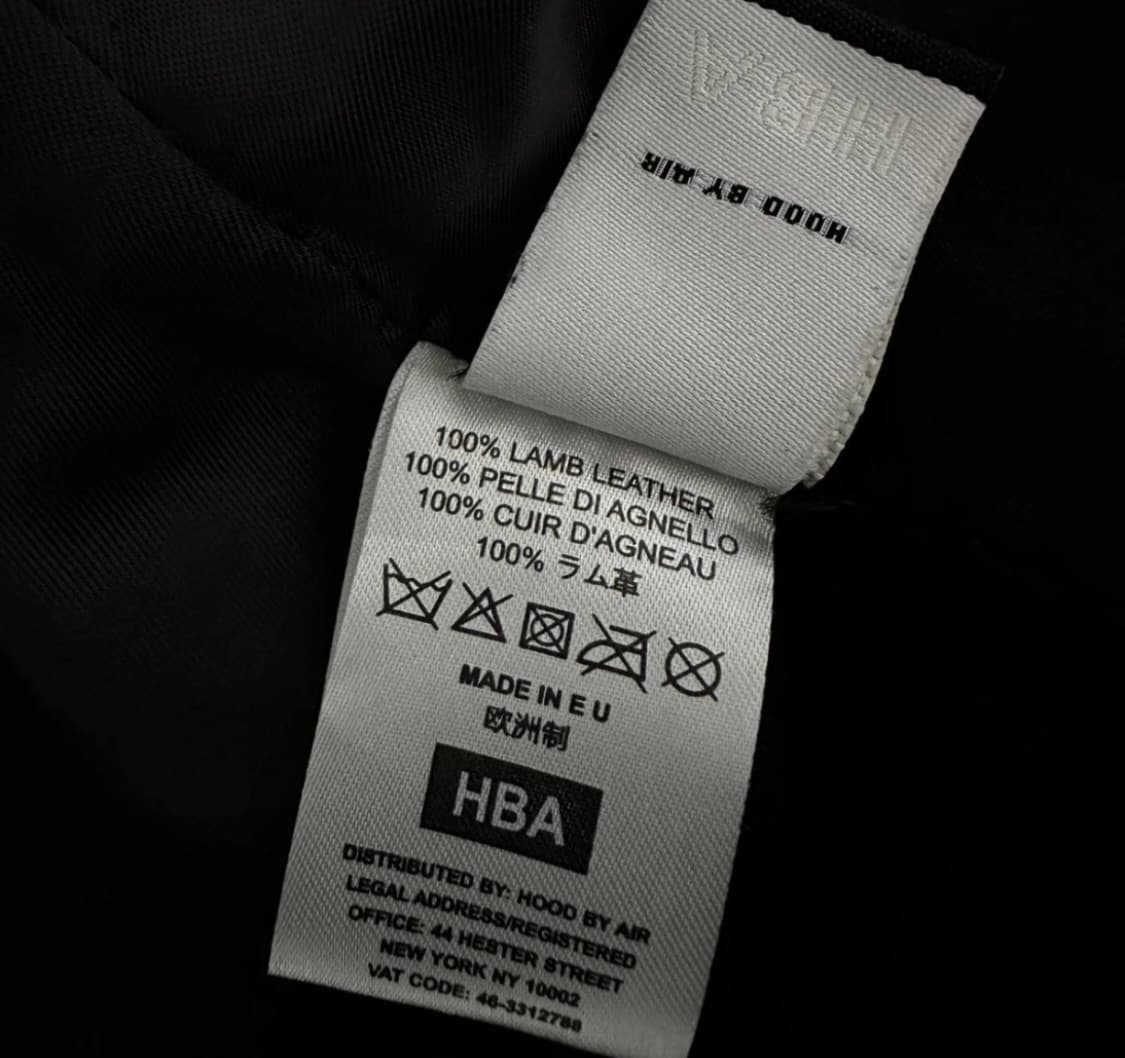 HBA
HOOD BY AIR
100% LAMB LEATHER
100% PELLE DI AGNELLO
100% CUIR D'AGNEAU
100% ラム革
MADE IN E U
欧洲制
HBA
DISTRIBUTED BY: HOOD BY AIR
LEGAL ADDRESS/REGISTERED
OFFICE: 44 HESTER STREET
NEW YORK NY 10002
VAT CODE: 46-3312788